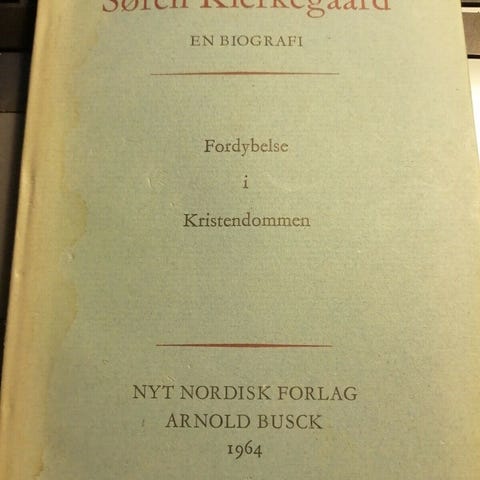 Søren Kierkegaard
EN BIOGRAFI
Fordybelse
i
Kristendommen
NYT NORDISK FORLAG
ARNOLD BUSCK
1964